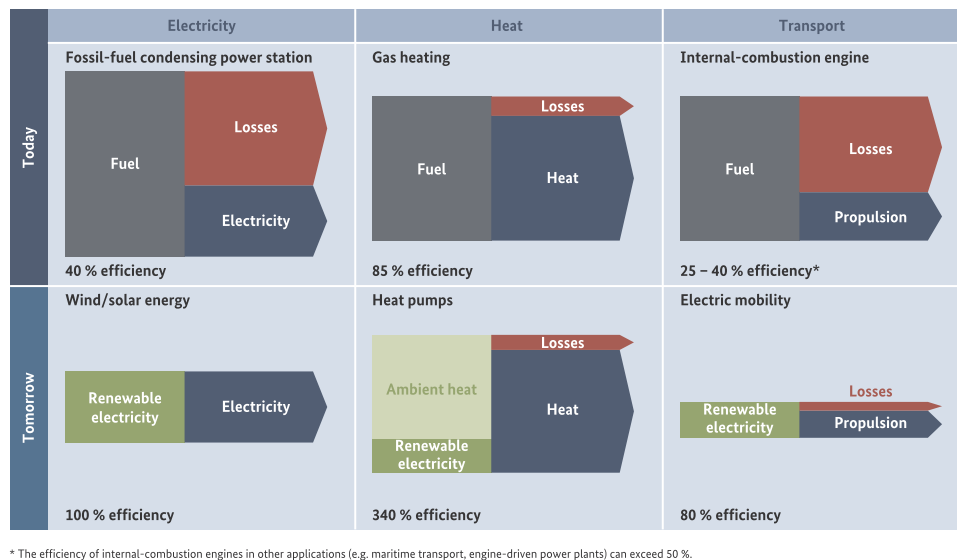 Electricity
Heat
Transport
Today
Fossil-fuel condensing power station
Fuel
Losses
Electricity
40 % efficiency
Gas heating
Fuel
Losses
Heat
85 % efficiency
Internal-combustion engine
Fuel
Losses
Propulsion
25 – 40 % efficiency*
Tomorrow
Wind/solar energy
Renewable
electricity
Electricity
100 % efficiency
Heat pumps
Ambient heat
Renewable
electricity
Losses
Heat
340 % efficiency
Electric mobility
Renewable
electricity
Losses
Propulsion
80 % efficiency
* The efficiency of internal-combustion engines in other applications (e.g. maritime transport, engine-driven power plants) can exceed 50 %.